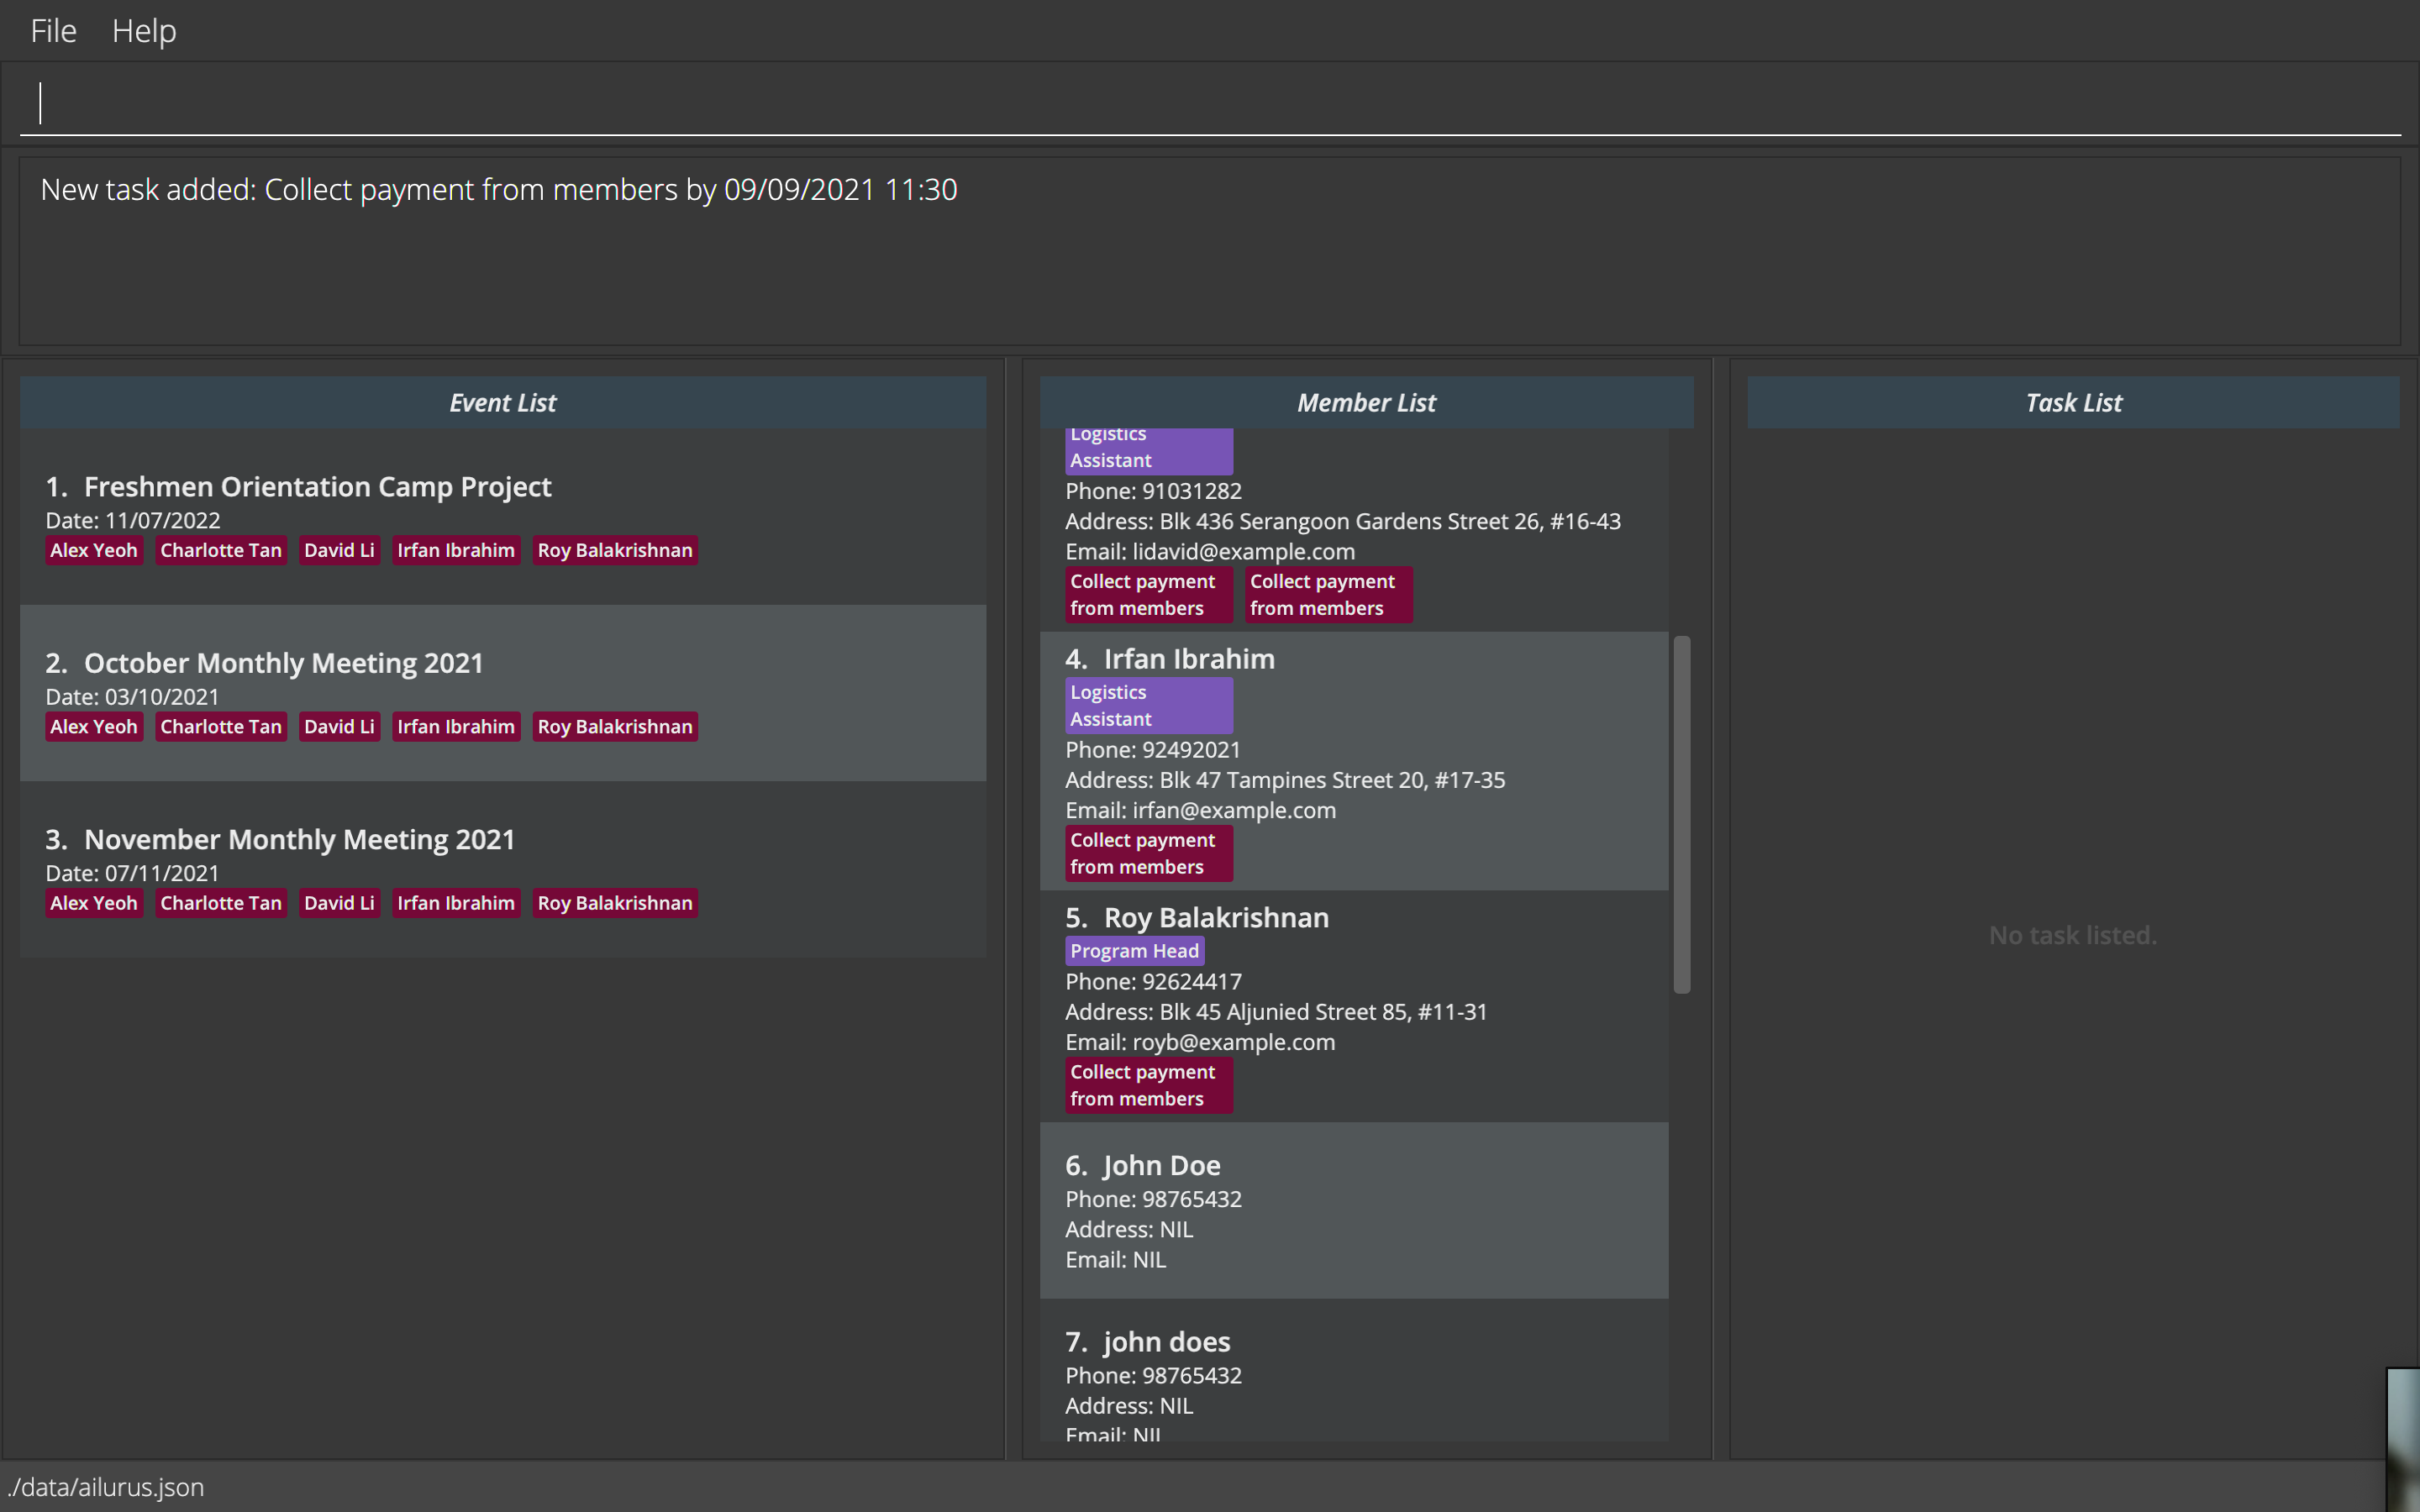 File Help
New task added: Collect payment from members by 09/09/2021 11:30
Event List
1. Freshmen Orientation Camp Project
Date: 11/07/2022
Alex Yeoh Charlotte Tan David Li Irfan Ibrahim Roy Balakrishnan
2. October Monthly Meeting 2021
Date: 03/10/2021
Alex Yeoh Charlotte Tan David Li Irfan Ibrahim Roy Balakrishnan
3. November Monthly Meeting 2021
Date: 07/11/2021
Alex Yeoh Charlotte Tan David Li Irfan Ibrahim Roy Balakrishnan
Member List
Logistics
Assistant
Phone: 91031282
Address: Blk 436 Serangoon Gardens Street 26, #16-43
Email: lidavid@example.com
Collect payment
from members
Collect payment
from members
4. Irfan Ibrahim
Logistics
Assistant
Phone: 92492021
Address: Blk 47 Tampines Street 20, #17-35
Email: irfan@example.com
Collect payment
from members
5. Roy Balakrishnan
Program Head
Phone: 92624417
Address: Blk 45 Aljunied Street 85, #11-31
Email: royb@example.com
Collect payment
from members
6. John Doe
Phone: 98765432
Address: NIL
Email: NIL
7. john does
Phone: 98765432
Address: NIL
Email: NIL
Task List
No task listed.
./data/ailurus.json